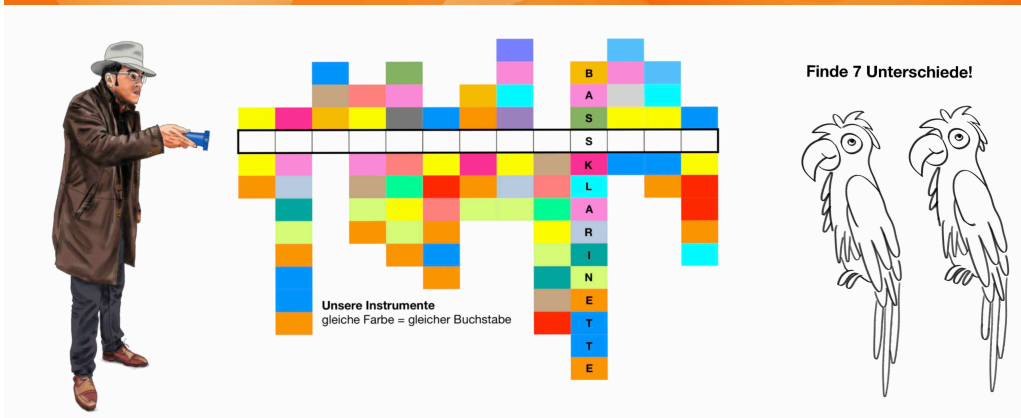 Finde 7 Unterschiede!
B
A
S
S
K
L
A
R
I
N
E
T
T
E
Unsere Instrumente
gleiche Farbe = gleicher Buchstabe